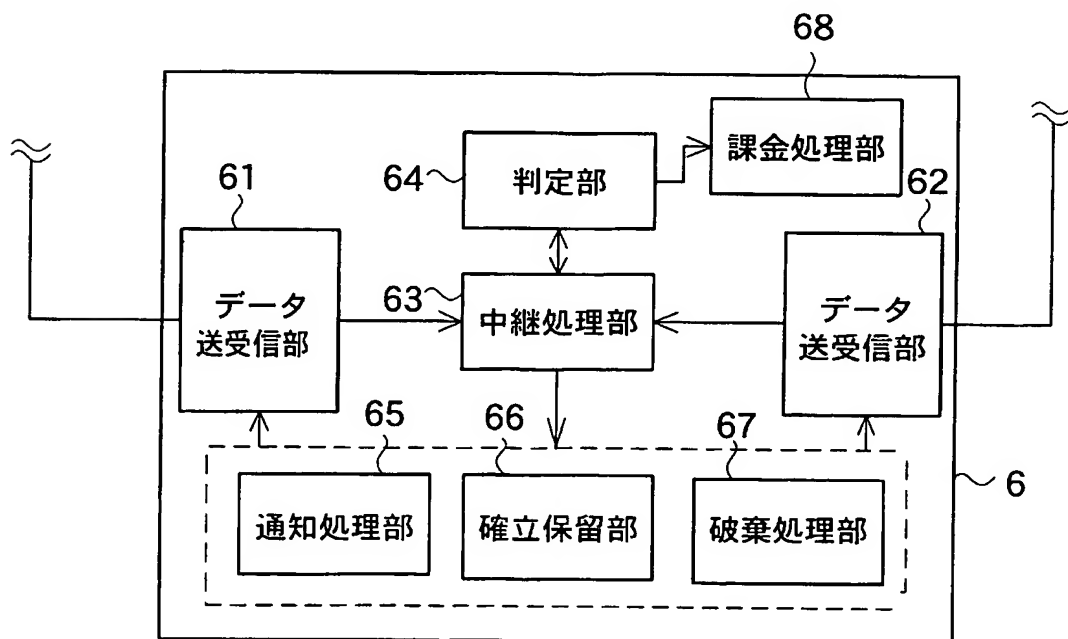 68
課金処理部
64
判定部
61
62
データ
送受信部
63
中継処理部
データ
送受信部
65
66
67
通知処理部
確立保留部
破棄処理部
6